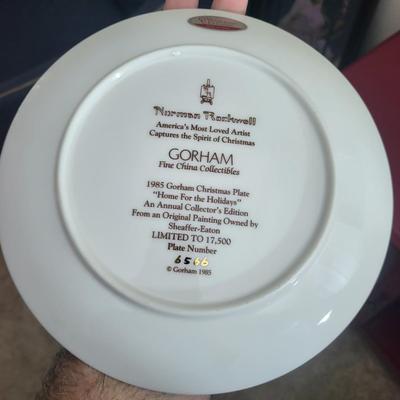 Norman Rockwell
America's Most Loved Artist
Captures the Spirit of Christmas
GORHAM
Fine China Collectibles
1985 Gorham Christmas Plate
"Home For the Holidays"
An Annual Collector's Edition
From an Original Painting Owned by
Sheaffer-Eaton
LIMITED TO 17,500
Plate Number
6566
© Gorham 1985